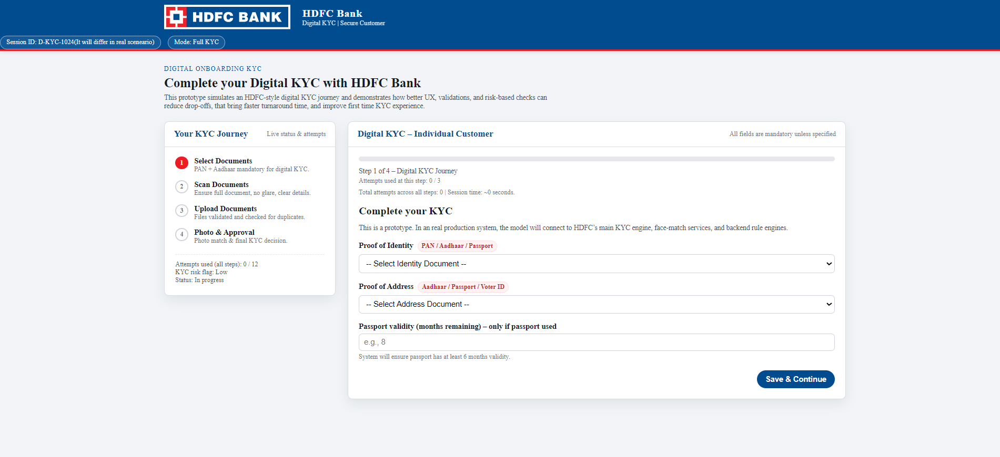 HDFC BANK
HDFC Bank
Digital KYC | Secure Customer
Session ID: D-KYC-1024(It will differ in real sceneario)
Mode: Full KYC
DIGITAL ONBOARDING KYC
Complete your Digital KYC with HDFC Bank
This prototype simulates an HDFC-style digital KYC journey and demonstrates how better UX, validations, and risk-based checks can
reduce drop-offs, that bring faster turnaround time, and improve first time KYC experience.
Your KYC Journey
Live status & attempts
1
Select Documents
PAN + Aadhaar mandatory for digital KYC.
2
Scan Documents
Ensure full document, no glare, clear details.
3
Upload Documents
Files validated and checked for duplicates.
4
Photo & Approval
Photo match & final KYC decision.
Attempts used (all steps): 0 / 12
KYC risk flag: Low
Status: In progress
Digital KYC – Individual Customer
All fields are mandatory unless specified
Step 1 of 4 – Digital KYC Journey
Attempts used at this step: 0 / 3
Total attempts across all steps: 0 | Session time: ~0 seconds.
Complete your KYC
This is a prototype. In an real production system, the model will connect to HDFC's main KYC engine, face-match services, and backend rule engines.
Proof of Identity PAN / Aadhaar / Passport
-- Select Identity Document --
Proof of Address Aadhaar / Passport / Voter ID
-- Select Address Document --
Passport validity (months remaining) – only if passport used
e.g., 8
System will ensure passport has at least 6 months validity.
Save & Continue